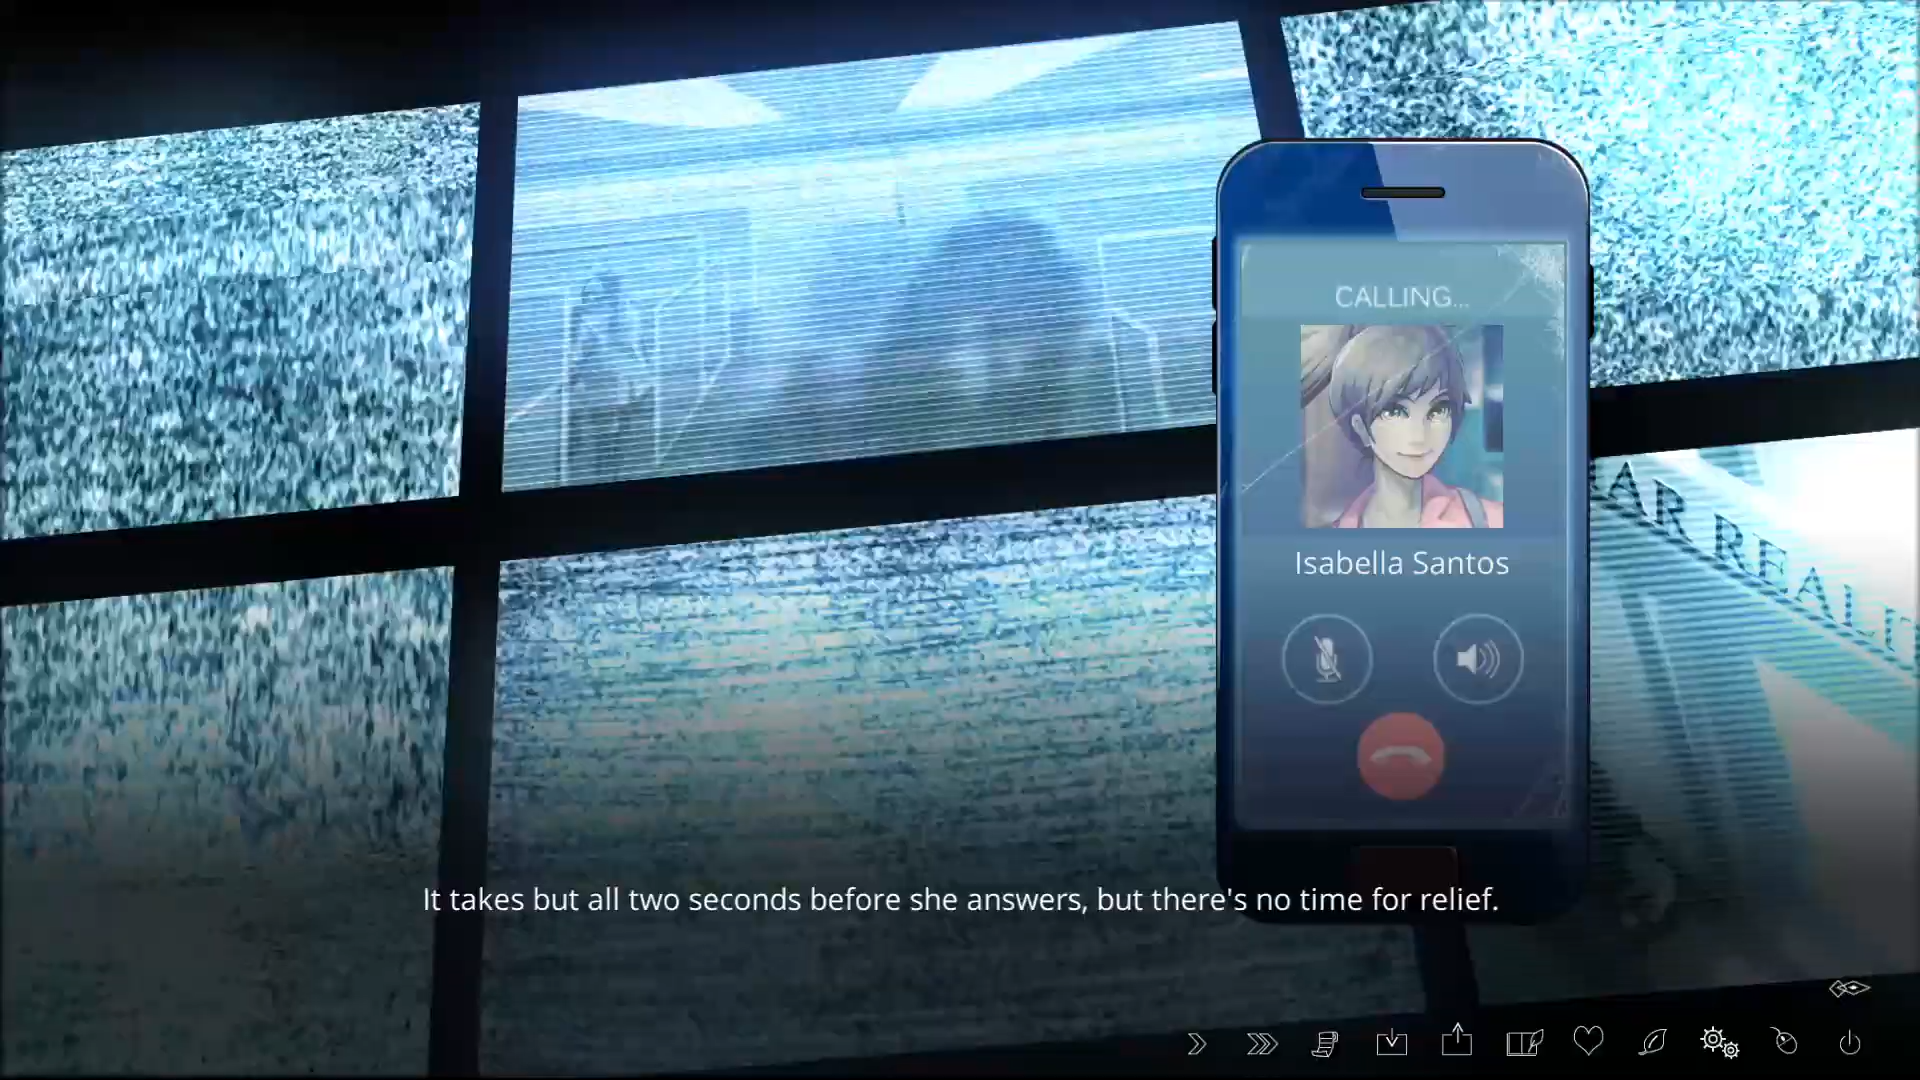 CALLING...
Isabella Santos
It takes but all two seconds before she answers, but there's no time for relief.